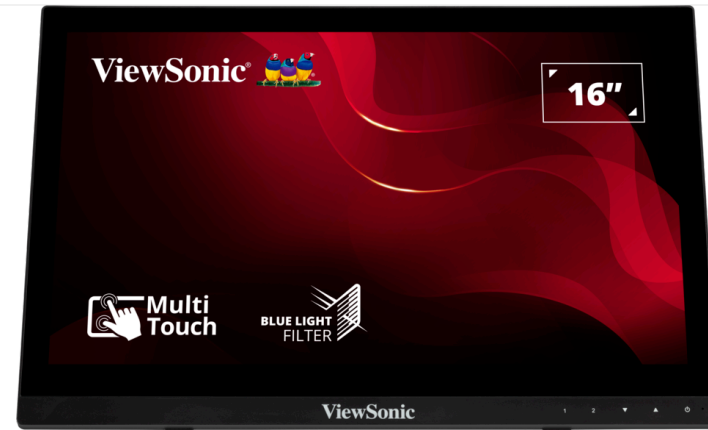 ViewSonic®
16”
Multi
Touch
BLUE LIGHT
FILTER
ViewSonic
1 2